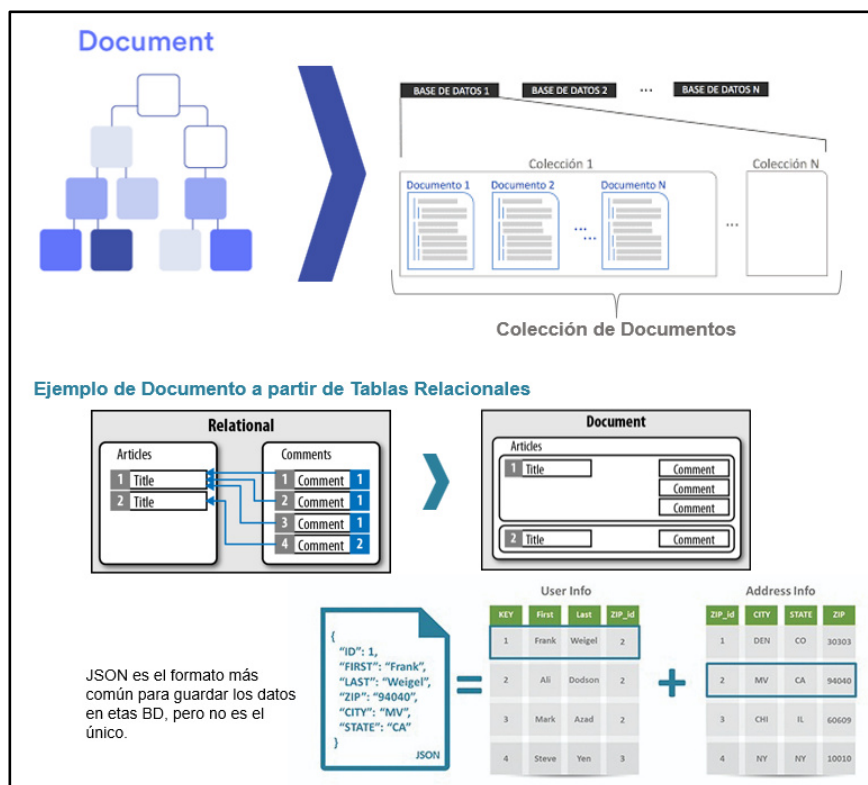 Document
BASE DE DATOS 1 BASE DE DATOS 2 ... BASE DE DATOS N
Colección 1 Colección N
Documento 1 Documento 2 Documento N
... ... ...
Colección de Documentos
Ejemplo de Documento a partir de Tablas Relacionales
Relational
Articles Comments
1 Title 1 Comment 1
2 Title 2 Comment 1
3 Comment 1
4 Comment 2
Document
Articles
1 Title Comment
Comment
Comment
2 Title Comment
JSON es el formato más
común para guardar los datos
en etas BD, pero no es el
único.
{
“ID”: 1,
“FIRST”: “Frank”,
“LAST”: “Weigel”,
“ZIP”: “94040”,
“CITY”: “MV”,
“STATE”: “CA”
}
JSON
=
User Info
KEY First Last ZIP_id
1 Frank Weigel 2
2 Ali Dodson 2
3 Mark Azad 2
4 Steve Yen 3
+
Address Info
ZIP_id CITY STATE ZIP
1 DEN CO 30303
2 MV CA 94040
3 CHI IL 60609
4 NY NY 10010